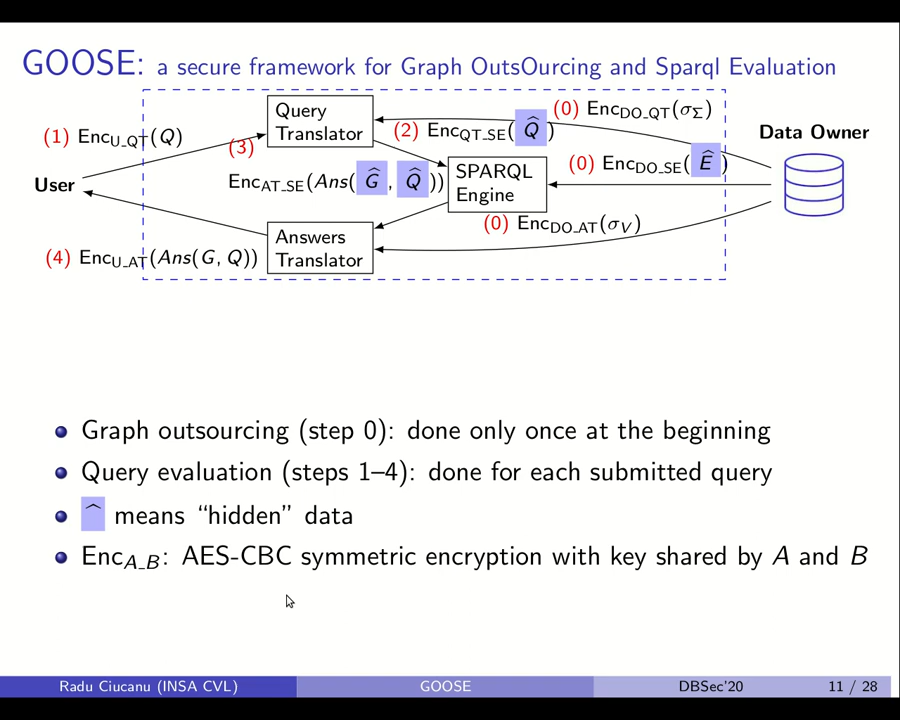 GOOSE: a secure framework for Graph OutsOurcing and Sparql Evaluation
Query
Translator
(0) Enc_DO_QT(σ_Σ)
(1) Enc_U_QT(Q)
(2) Enc_QT_SE(Q̂)
Data Owner
(3)
Enc_AT_SE(Ans(Ĝ, Q̂))
SPARQL
Engine
(0) Enc_DO_SE(Ê)
User
(0) Enc_DO_AT(σ_V)
Answers
Translator
(4) Enc_U_AT(Ans(G, Q))
Graph outsourcing (step 0): done only once at the beginning
Query evaluation (steps 1–4): done for each submitted query
^ means “hidden” data
Enc_A_B: AES-CBC symmetric encryption with key shared by A and B
Radu Ciucanu (INSA CVL) GOOSE DBSec'20 11 / 28